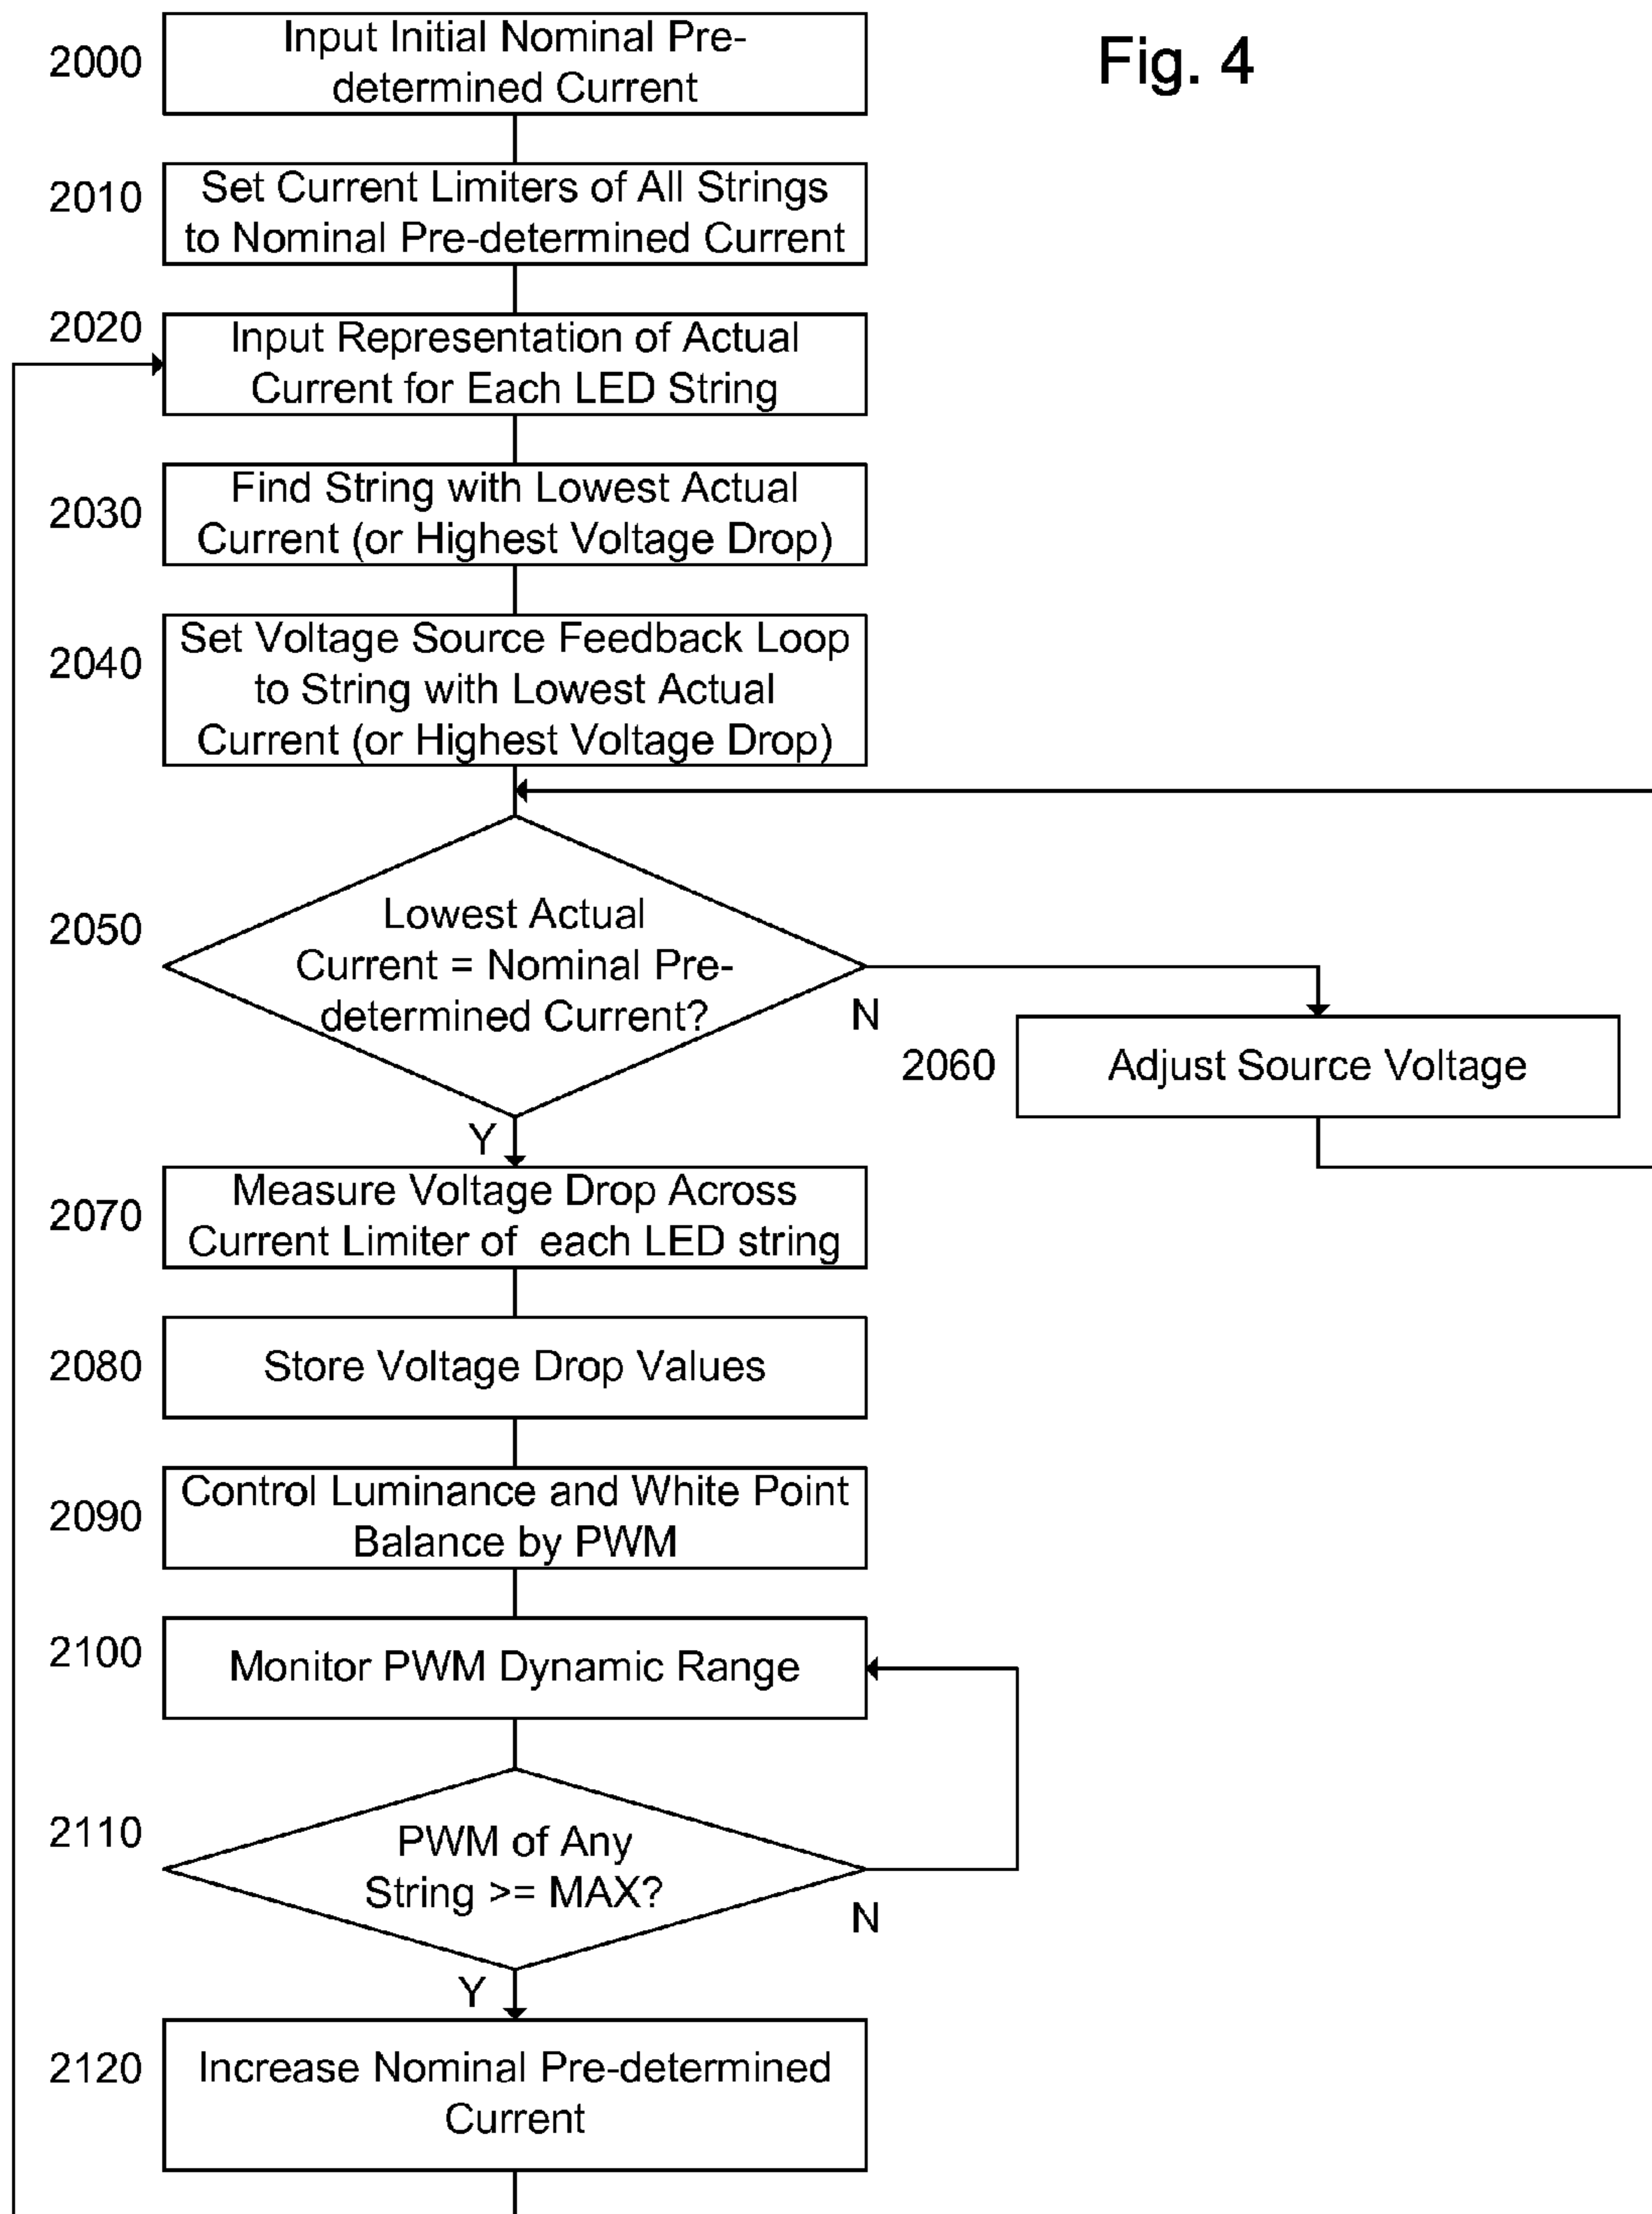 Fig. 4
2000
Input Initial Nominal Pre-
determined Current
2010
Set Current Limiters of All Strings
to Nominal Pre-determined Current
2020
Input Representation of Actual
Current for Each LED String
2030
Find String with Lowest Actual
Current (or Highest Voltage Drop)
2040
Set Voltage Source Feedback Loop
to String with Lowest Actual
Current (or Highest Voltage Drop)
2050
Lowest Actual
Current = Nominal Pre-
determined Current?
N
2060
Adjust Source Voltage
Y
2070
Measure Voltage Drop Across
Current Limiter of each LED string
2080
Store Voltage Drop Values
2090
Control Luminance and White Point
Balance by PWM
2100
Monitor PWM Dynamic Range
2110
PWM of Any
String >= MAX?
N
Y
2120
Increase Nominal Pre-determined
Current